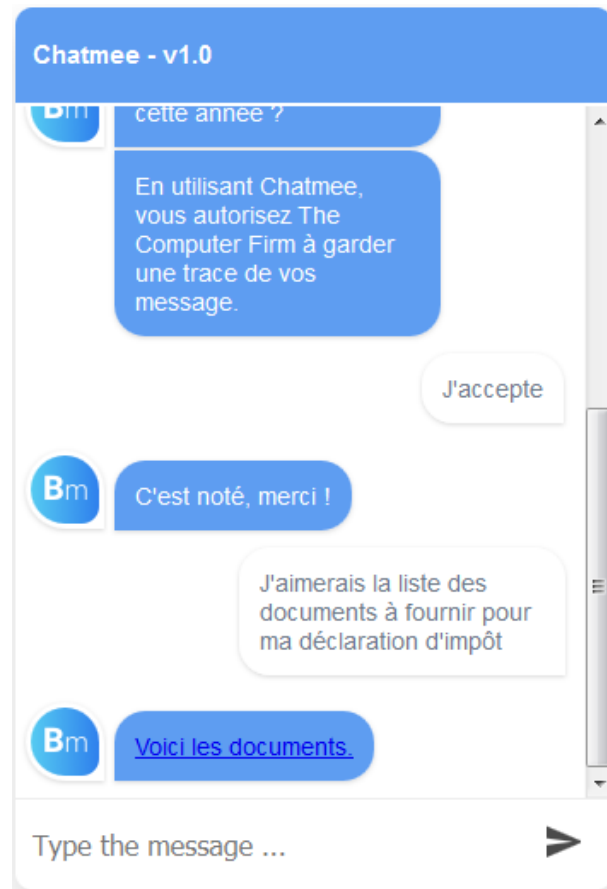 Chatmee - v1.0
Bm
cette année ?
En utilisant Chatmee,
vous autorisez The
Computer Firm à garder
une trace de vos
message.
J'accepte
Bm
C'est noté, merci !
J'aimerais la liste des
documents à fournir pour
ma déclaration d'impôt
Bm
Voici les documents.
Type the message ...